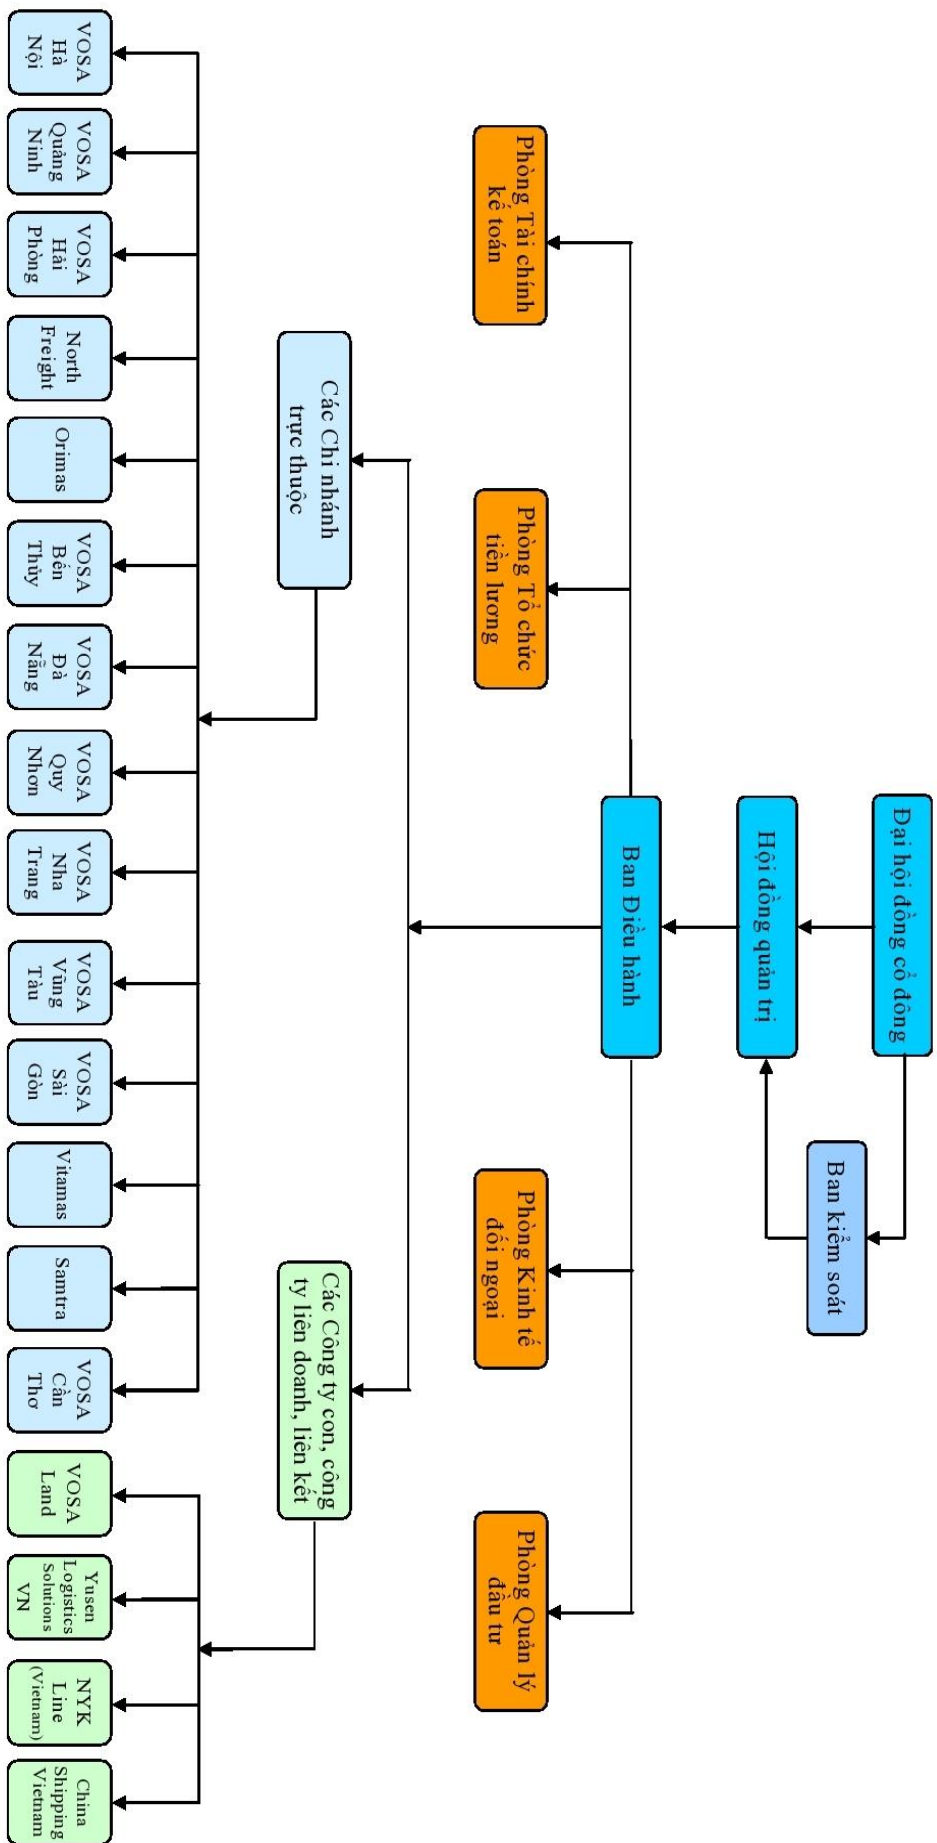 Đại hội đồng cổ đông
Ban kiểm soát
Hội đồng quản trị
Ban Điều hành
Phòng Tài chính
kế toán
Phòng Tổ chức
tiền lương
Phòng Kinh tế
đối ngoại
Phòng Quản lý
đầu tư
Các Chi nhánh
trực thuộc
Các Công ty con, công
ty liên doanh, liên kết
VOSA
Hà
Nội
VOSA
Quảng
Ninh
VOSA
Hải
Phòng
North
Freight
Orimas
VOSA
Bến
Thủy
VOSA
Đà
Nẵng
VOSA
Quy
Nhơn
VOSA
Nha
Trang
VOSA
Vũng
Tàu
VOSA
Sài
Gòn
Vitamas
Samtra
VOSA
Cần
Thơ
VOSA
Land
Yusen
Logistics
Solutions
VN
NYK
Line
(Vietnam)
China
Shipping
Vietnam